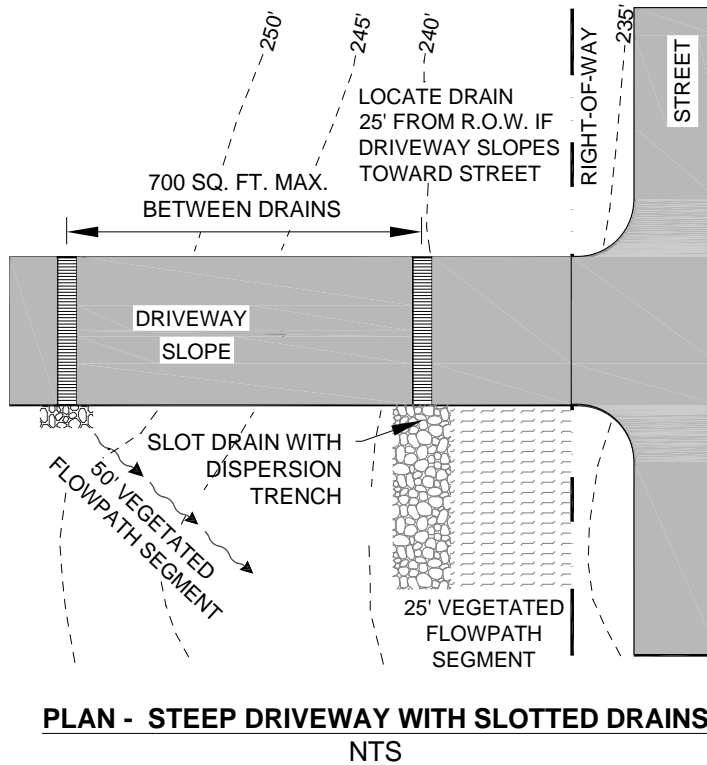 250'
245'
240'
235'
LOCATE DRAIN
25' FROM R.O.W. IF
DRIVEWAY SLOPES
TOWARD STREET
RIGHT-OF-WAY
STREET
700 SQ. FT. MAX.
BETWEEN DRAINS
DRIVEWAY
SLOPE
SLOT DRAIN WITH
DISPERSION
TRENCH
50' VEGETATED
FLOWPATH SEGMENT
25' VEGETATED
FLOWPATH
SEGMENT
PLAN - STEEP DRIVEWAY WITH SLOTTED DRAINS
NTS